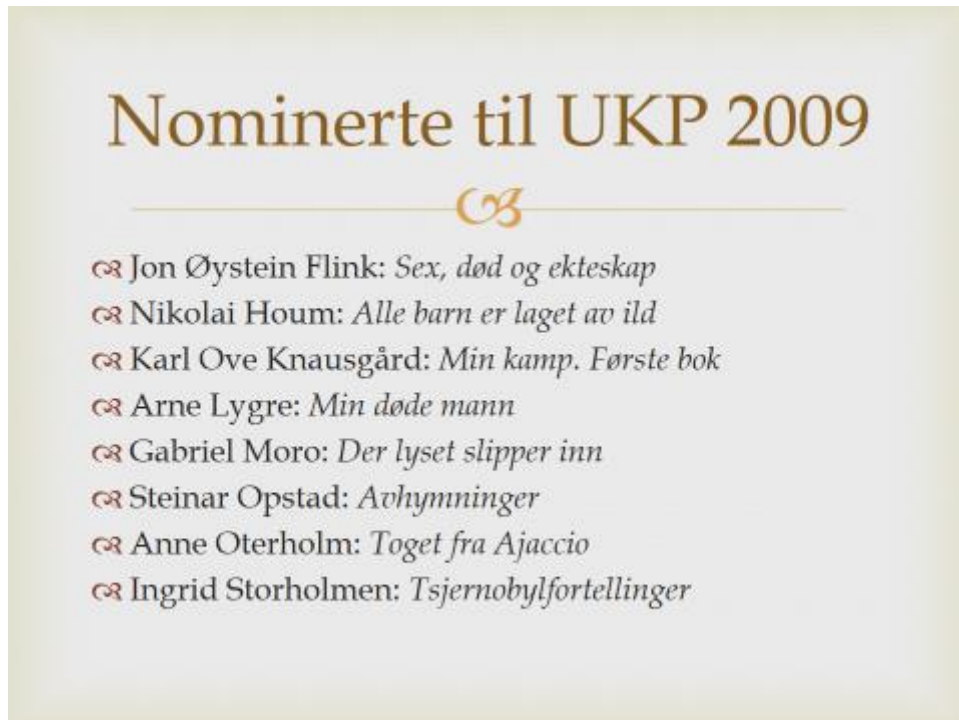 Nominerte til UKP 2009
Jon Øystein Flink: Sex, død og ekteskap
Nikolai Houm: Alle barn er laget av ild
Karl Ove Knausgård: Min kamp. Første bok
Arne Lygre: Min døde mann
Gabriel Moro: Der lyset slipper inn
Steinar Opstad: Avhymninger
Anne Oterholm: Toget fra Ajaccio
Ingrid Storholmen: Tsjernobylfortellinger